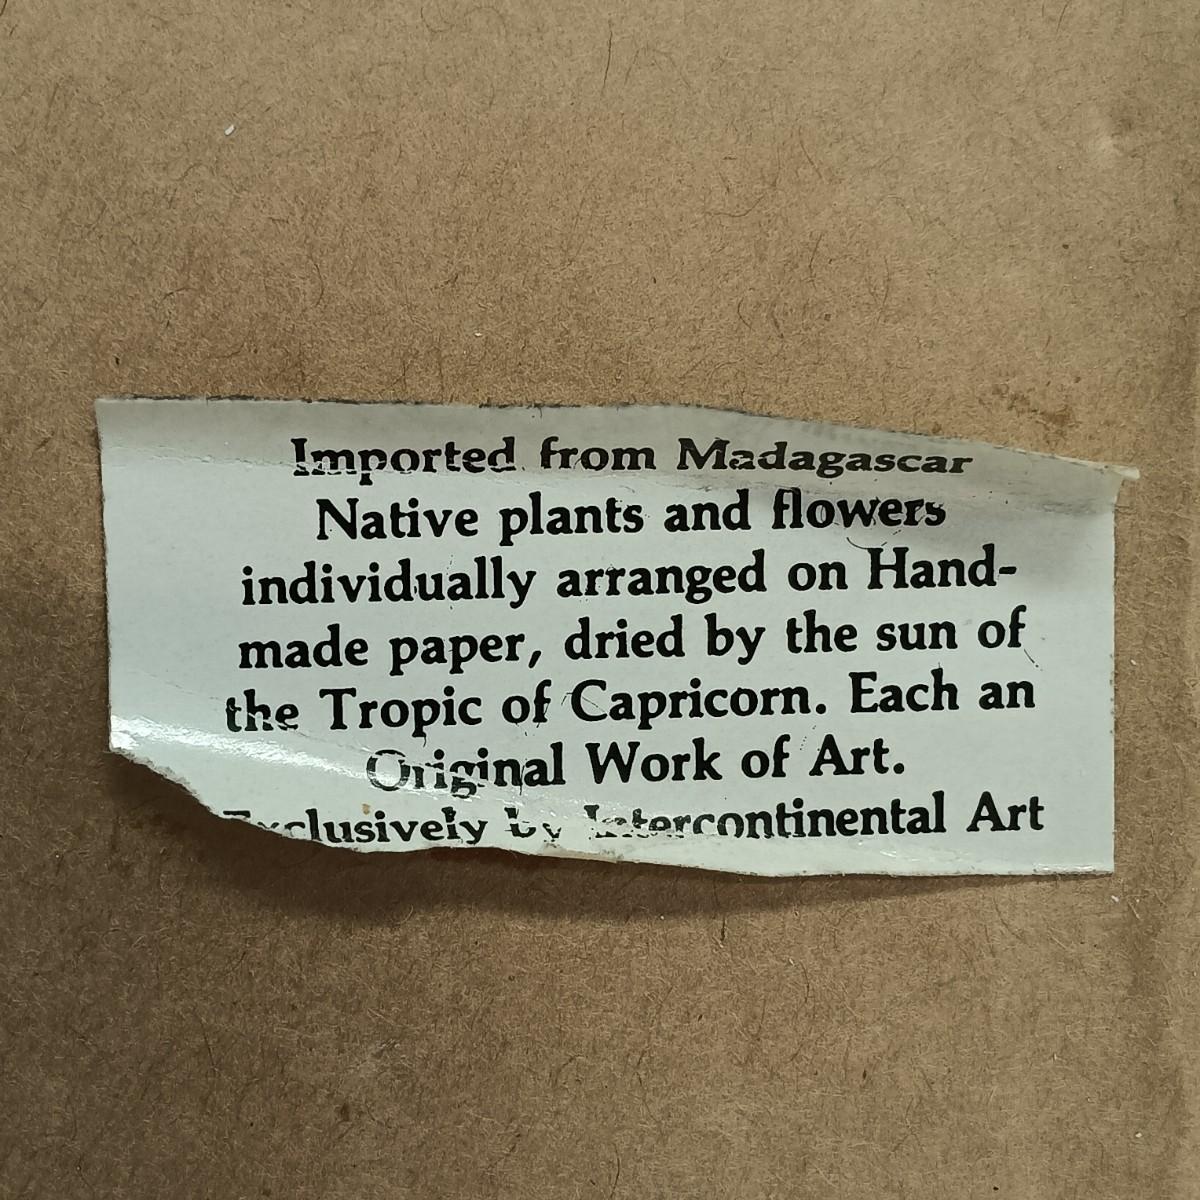 Imported from Madagascar
Native plants and flowers
individually arranged on Hand-
made paper, dried by the sun of
the Tropic of Capricorn. Each an
Original Work of Art.
Exclusively by Intercontinental Art